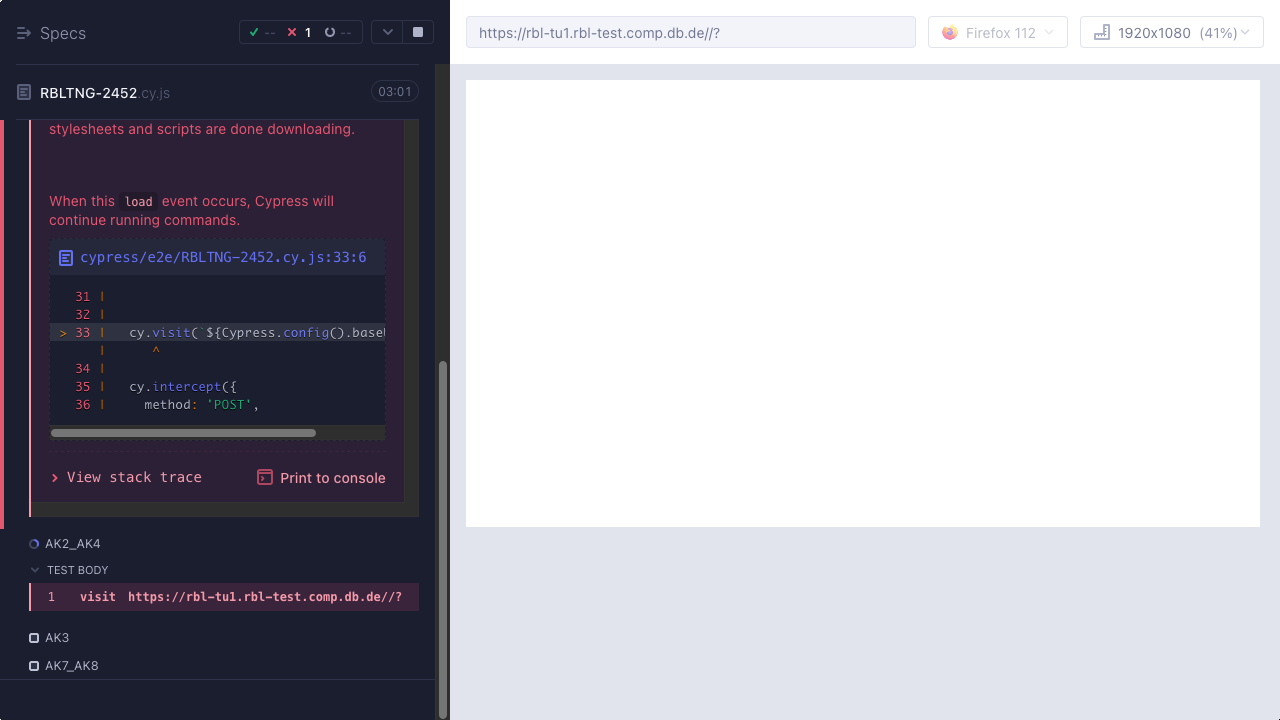 Specs
-- 1 --
https://rbl-tu1.rbl-test.comp.db.de//?
Firefox 112
1920x1080 (41%)
RBLTNG-2452.cy.js
03:01
stylesheets and scripts are done downloading.
When this load event occurs, Cypress will
continue running commands.
cypress/e2e/RBLTNG-2452.cy.js:33:6
31 |
32 |
> 33 | cy.visit(`${Cypress.config().base
| ^
34 |
35 | cy.intercept({
36 | method: 'POST',
View stack trace
Print to console
AK2_AK4
TEST BODY
1 visit https://rbl-tu1.rbl-test.comp.db.de//?
AK3
AK7_AK8